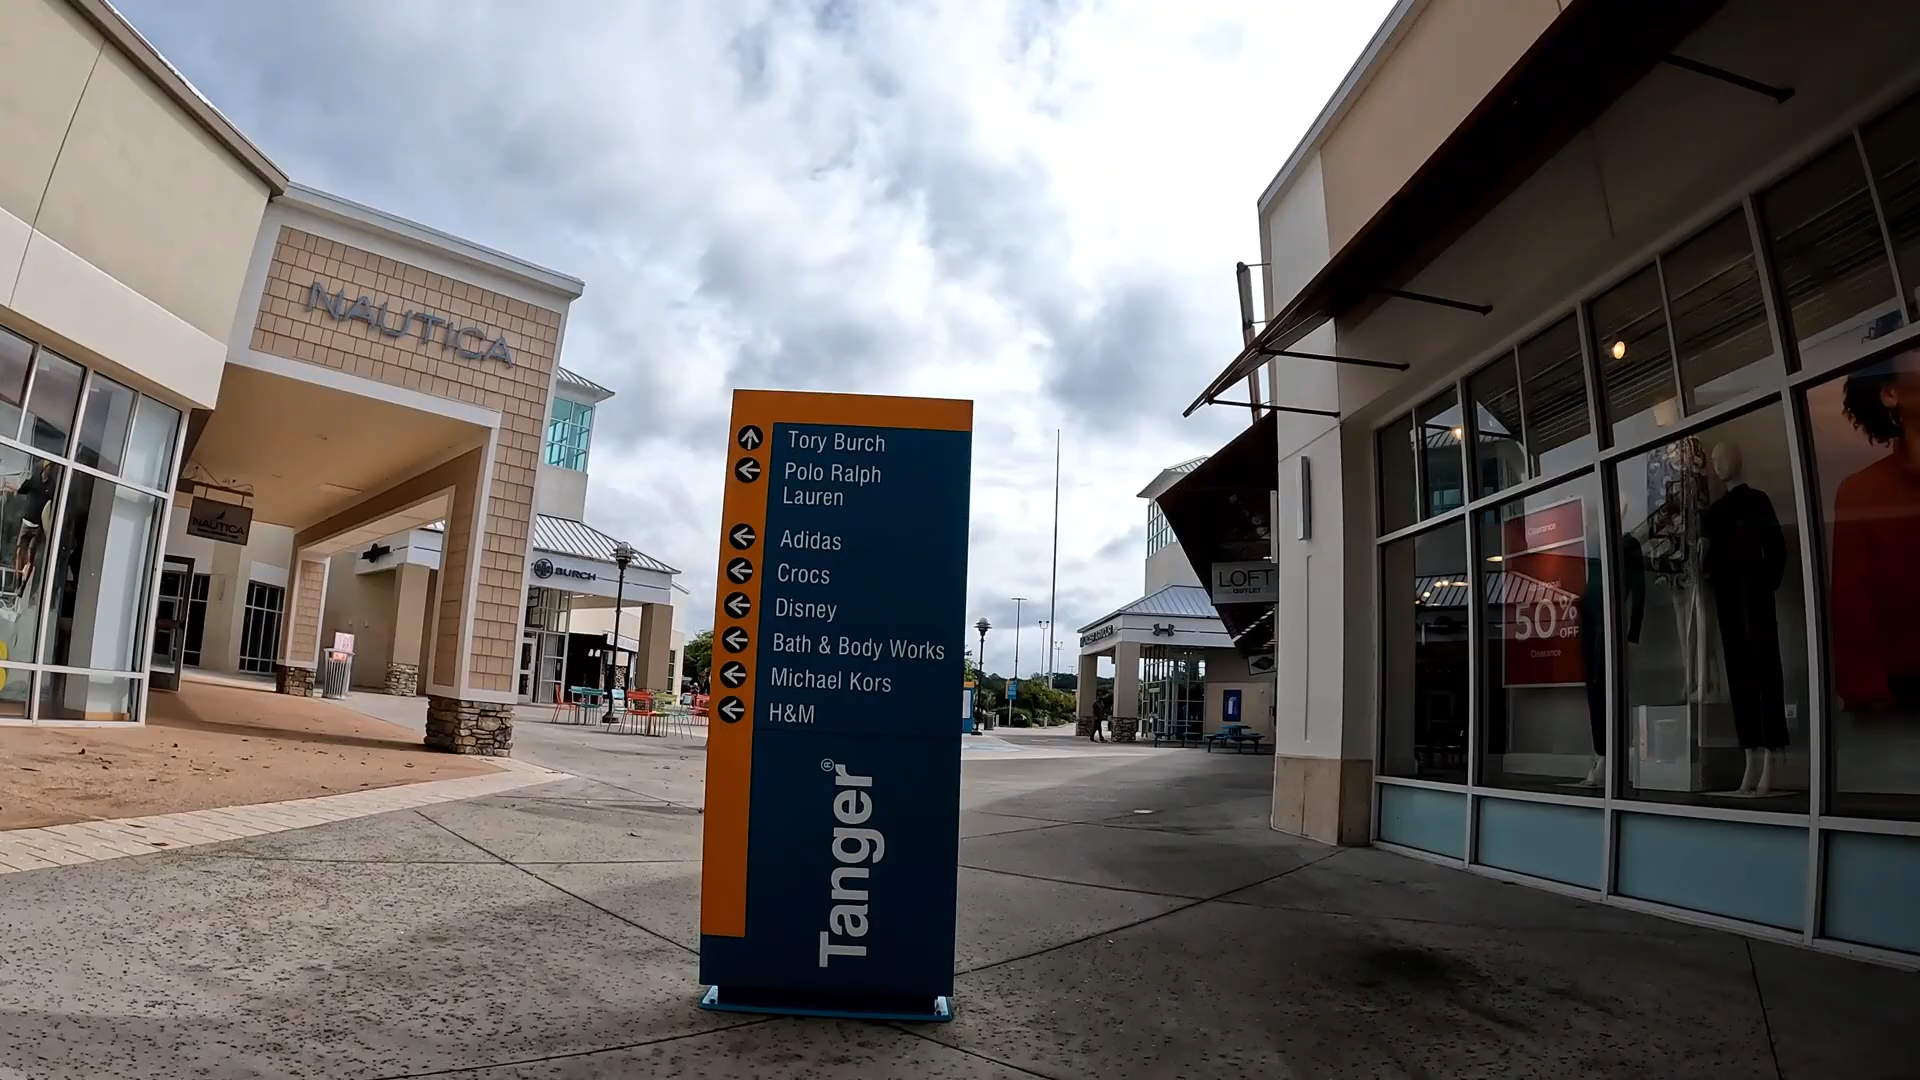 NAUTICA
NAUTICA
BURCH
Tory Burch
Polo Ralph
Lauren
Adidas
Crocs
Disney
Bath & Body Works
Michael Kors
H&M
Tanger®
LOFT
OUTLET
Clearance
50%
OFF
Clearance